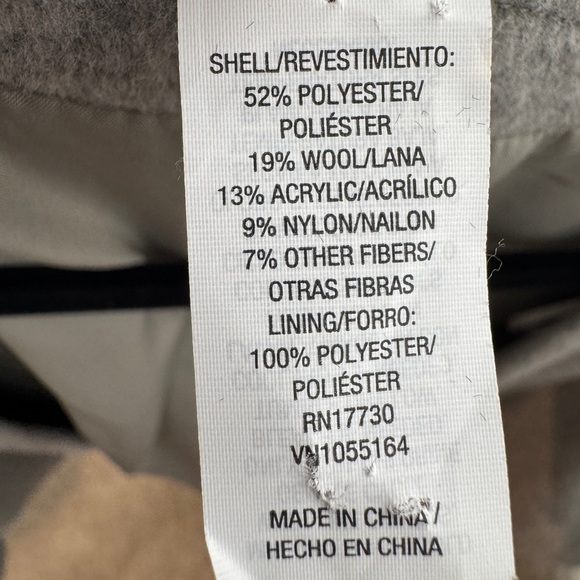 SHELL/REVESTIMIENTO:
52% POLYESTER/
POLIÉSTER
19% WOOL/LANA
13% ACRYLIC/ACRÍLICO
9% NYLON/NAILON
7% OTHER FIBERS/
OTRAS FIBRAS
LINING/FORRO:
100% POLYESTER/
POLIÉSTER
RN17730
VN1055164
MADE IN CHINA/
HECHO EN CHINA